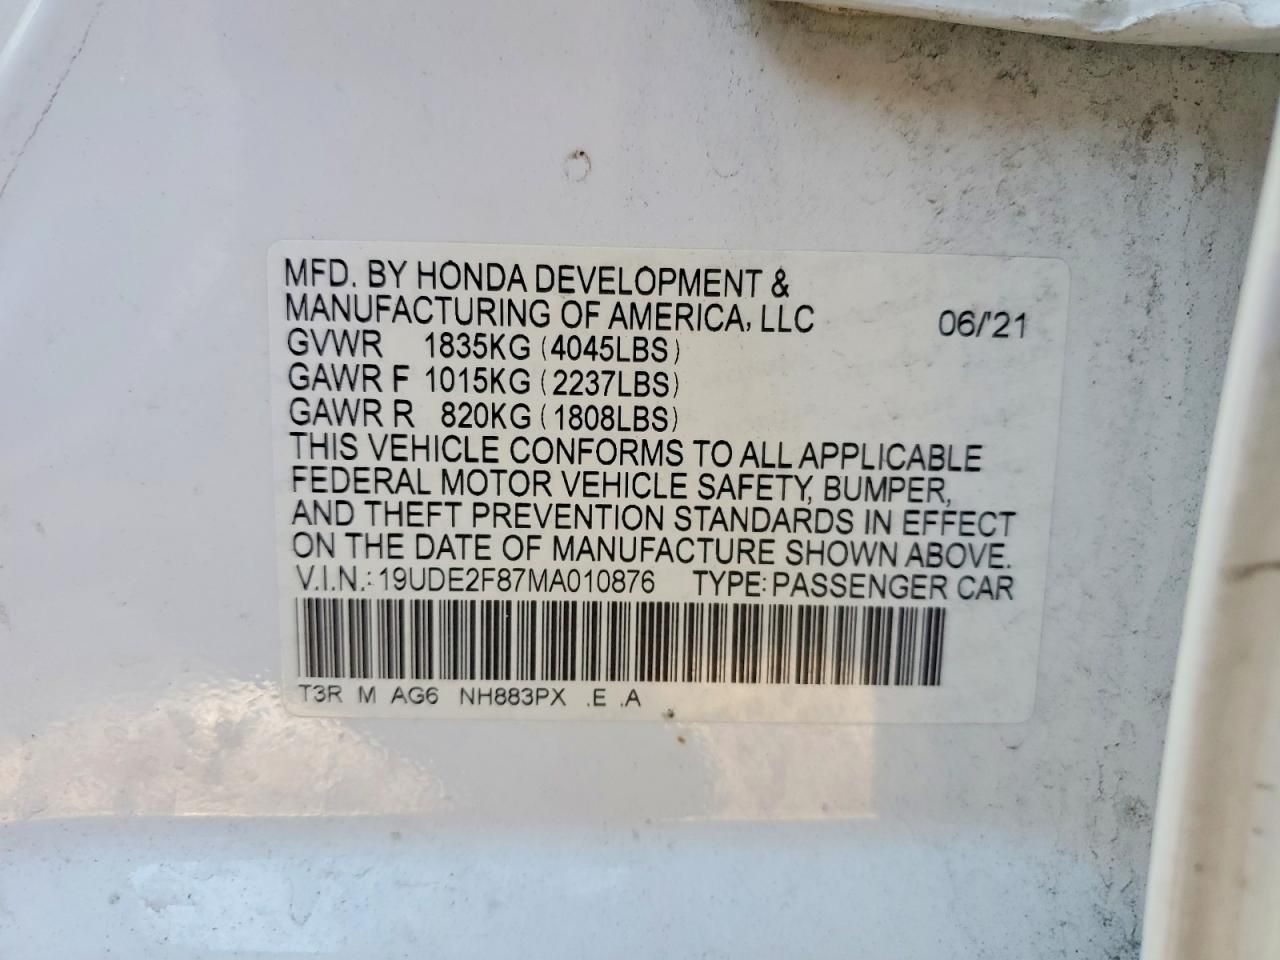 MFD. BY HONDA DEVELOPMENT &
MANUFACTURING OF AMERICA, LLC 06/'21
GVWR 1835KG (4045LBS)
GAWR F 1015KG (2237LBS)
GAWR R 820KG (1808LBS)
THIS VEHICLE CONFORMS TO ALL APPLICABLE
FEDERAL MOTOR VEHICLE SAFETY, BUMPER,
AND THEFT PREVENTION STANDARDS IN EFFECT
ON THE DATE OF MANUFACTURE SHOWN ABOVE.
V.I.N.: 19UDE2F87MA010876 TYPE: PASSENGER CAR
T3R M AG6 NH883PX .E .A